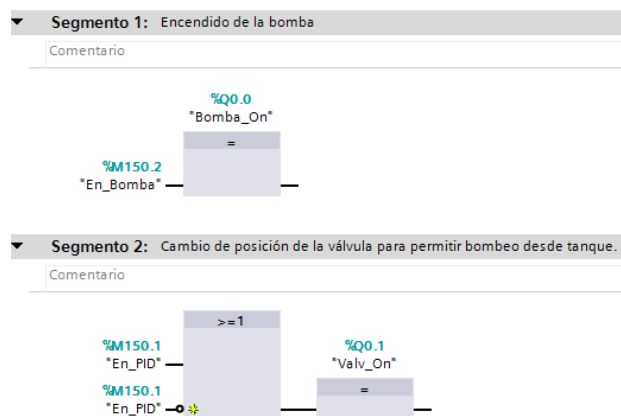 Segmento 1: Encendido de la bomba
Comentario
%Q0.0
"Bomba_On"
=
%M150.2
"En_Bomba"
Segmento 2: Cambio de posición de la válvula para permitir bombeo desde tanque.
Comentario
>=1
%M150.1
"En_PID"
%Q0.1
"Valv_On"
%M150.1
"En_PID"
=